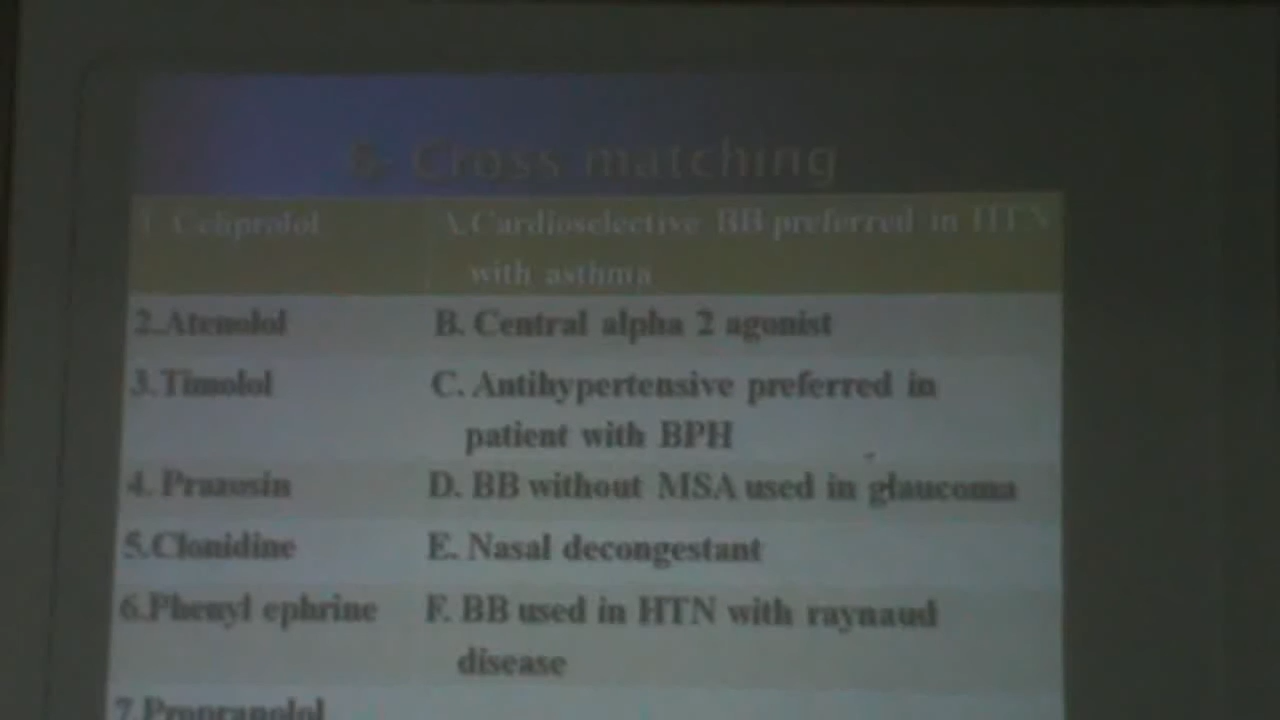 6- Cross matching
1. Celiprolol A.Cardioselective BB preferred in HTN
with asthma
2.Atenolol B. Central alpha 2 agonist
3.Timolol C. Antihypertensive preferred in
patient with BPH
4. Prazosin D. BB without MSA used in glaucoma
5.Clonidine E. Nasal decongestant
6.Phenyl ephrine F. BB used in HTN with raynaud
disease
7.Propranolol